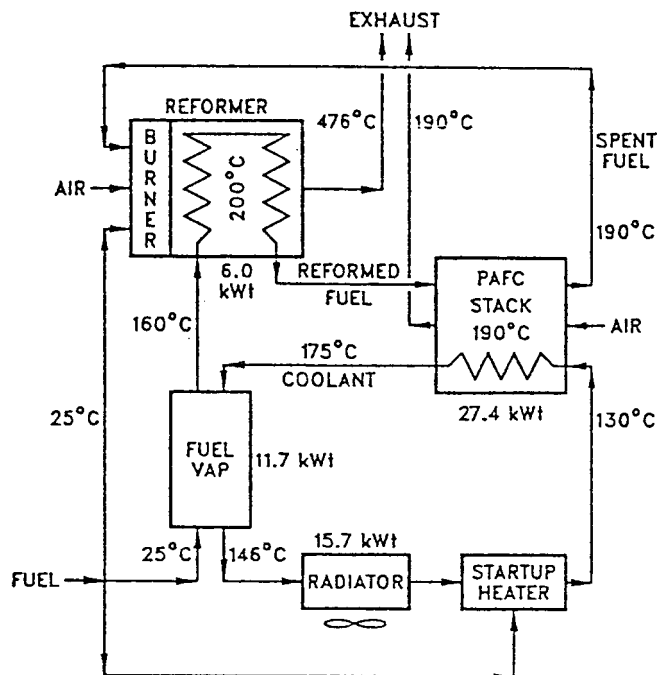 EXHAUST
REFORMER
BURNER
200°C
476°C
190°C
SPENT
FUEL
AIR
190°C
6.0
kWt
REFORMED
FUEL
PAFC
STACK
190°C
AIR
160°C
175°C
COOLANT
27.4 kWt
130°C
25°C
FUEL
VAP
11.7 kWt
25°C
146°C
15.7 kWt
FUEL
RADIATOR
STARTUP
HEATER